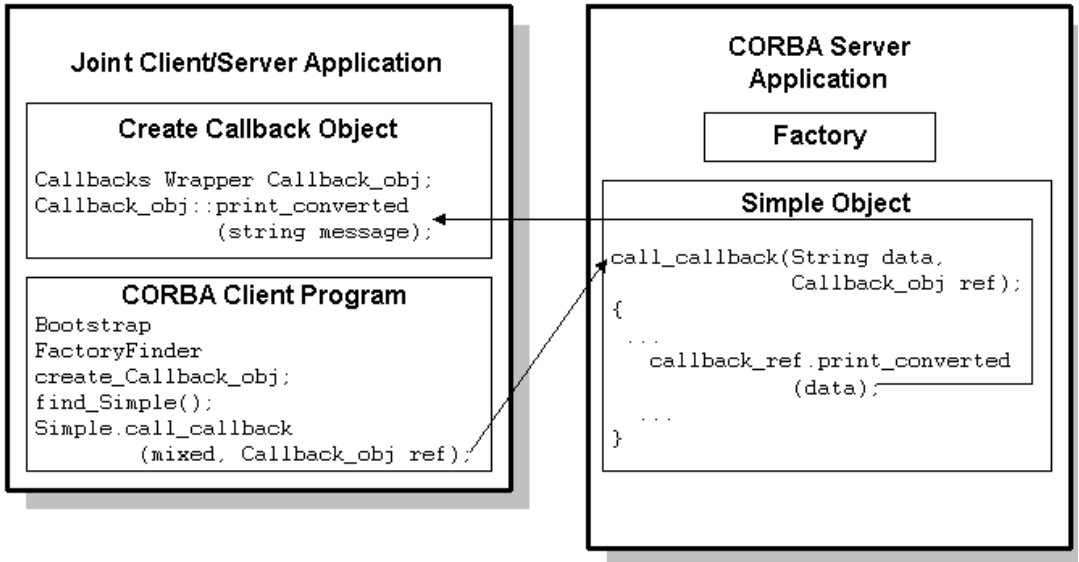 Joint Client/Server Application
Create Callback Object
Callbacks Wrapper Callback_obj;
Callback_obj::print_converted
(string message);
CORBA Client Program
Bootstrap
FactoryFinder
create_Callback_obj;
find_Simple();
Simple.call_callback
(mixed, Callback_obj ref);
CORBA Server
Application
Factory
Simple Object
call_callback(String data,
Callback_obj ref);
{
...
callback_ref.print_converted
(data);
...
}